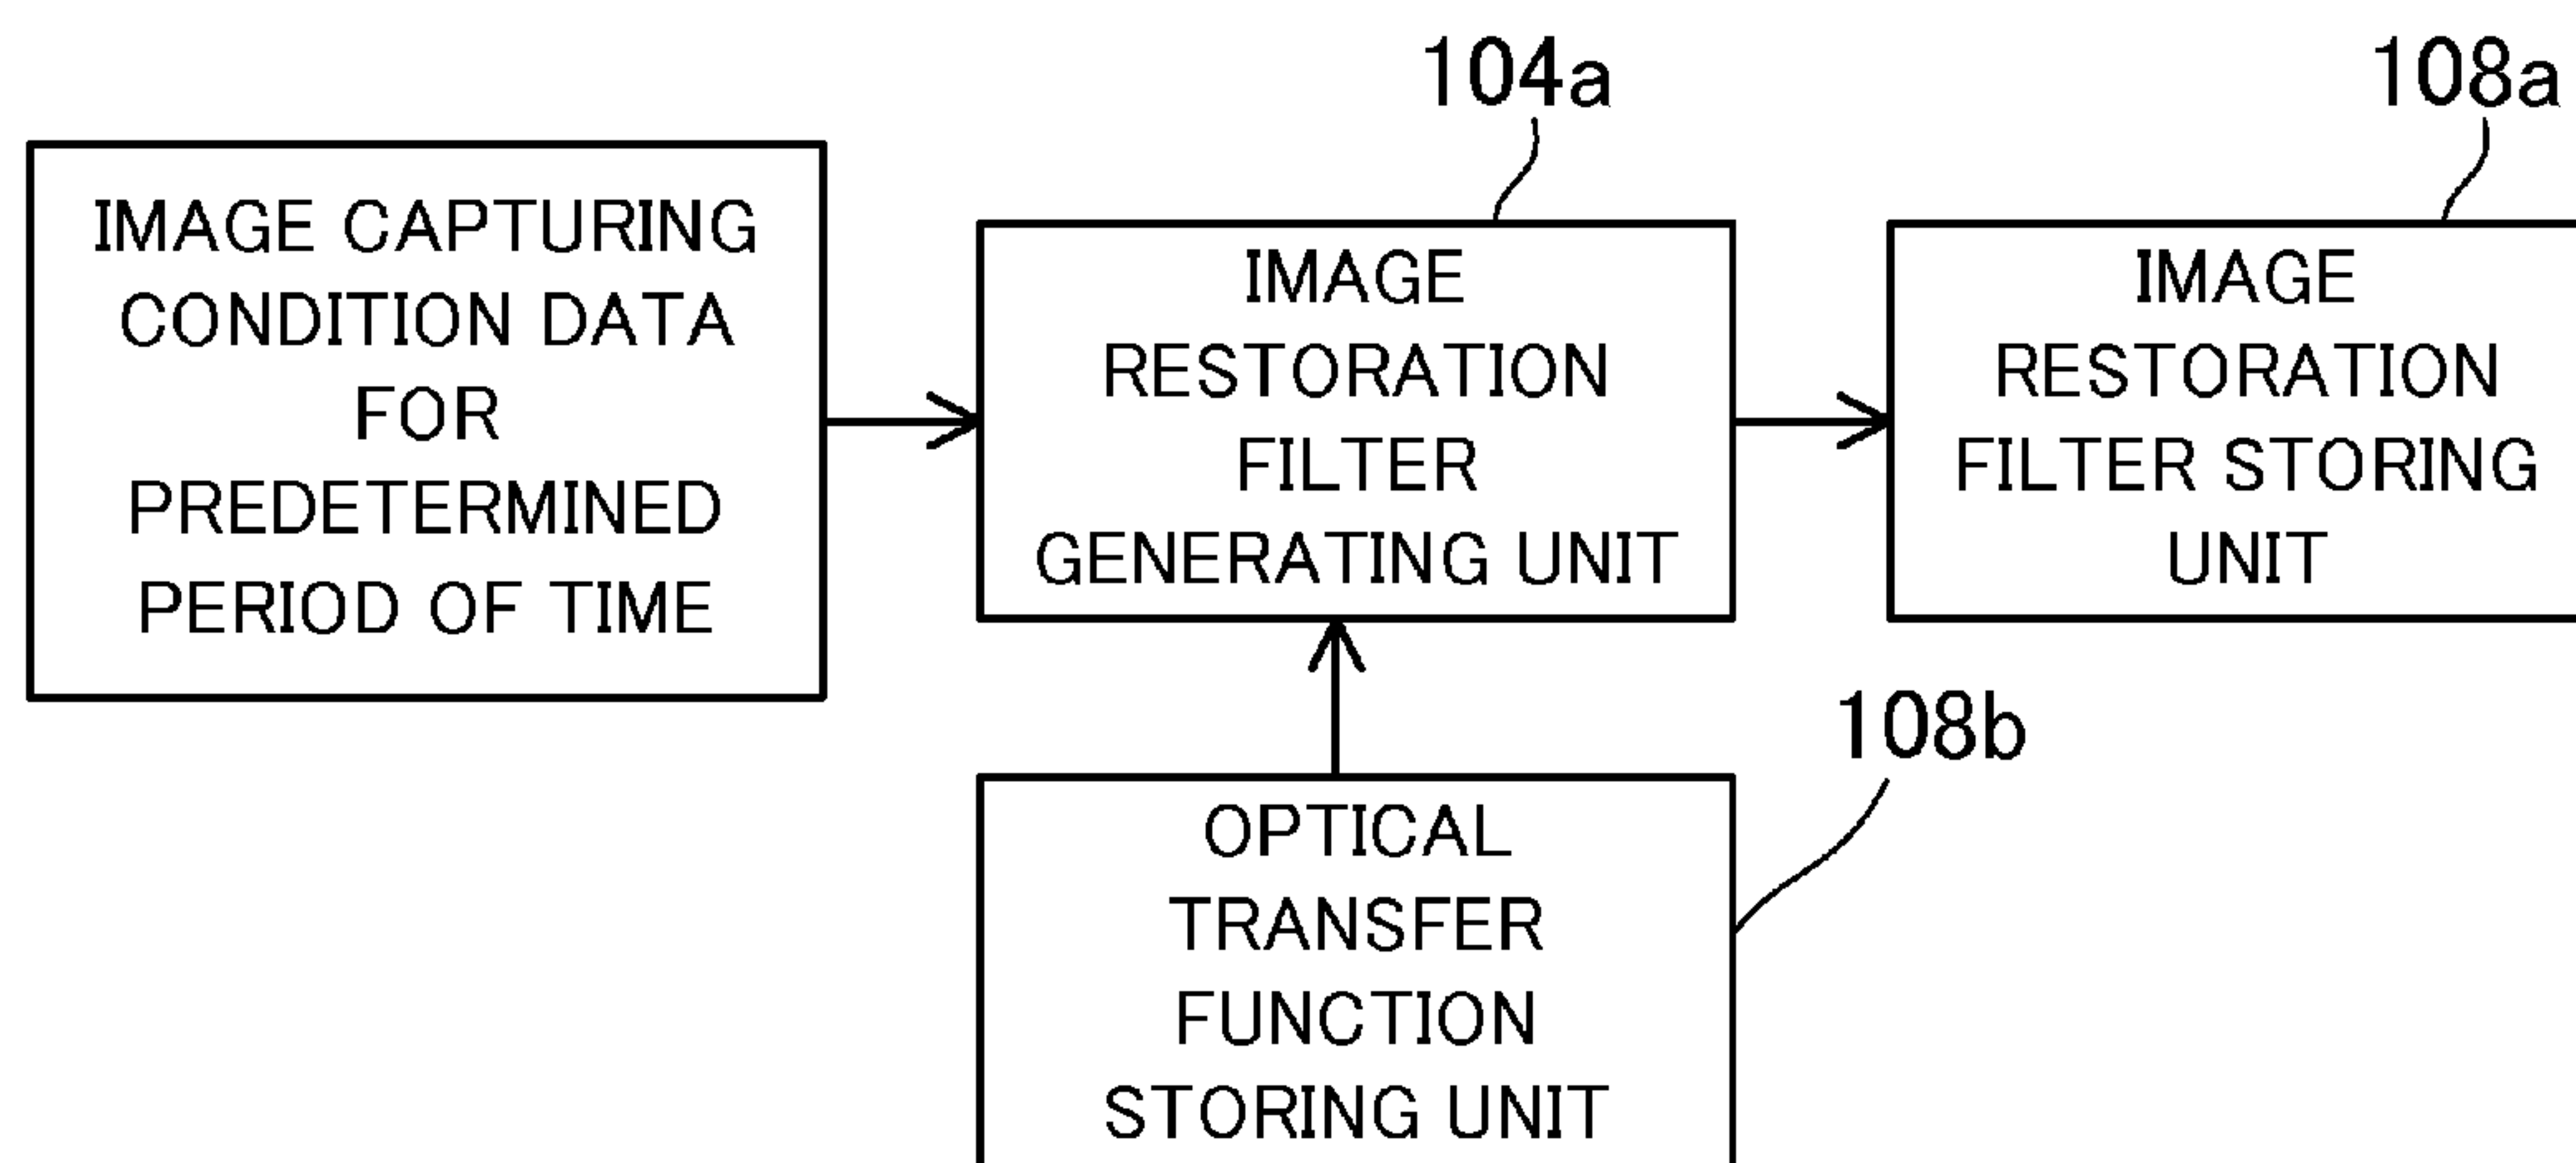 104a
108a
IMAGE CAPTURING
CONDITION DATA
FOR
PREDETERMINED
PERIOD OF TIME
IMAGE
RESTORATION
FILTER
GENERATING UNIT
IMAGE
RESTORATION
FILTER STORING
UNIT
108b
OPTICAL
TRANSFER
FUNCTION
STORING UNIT